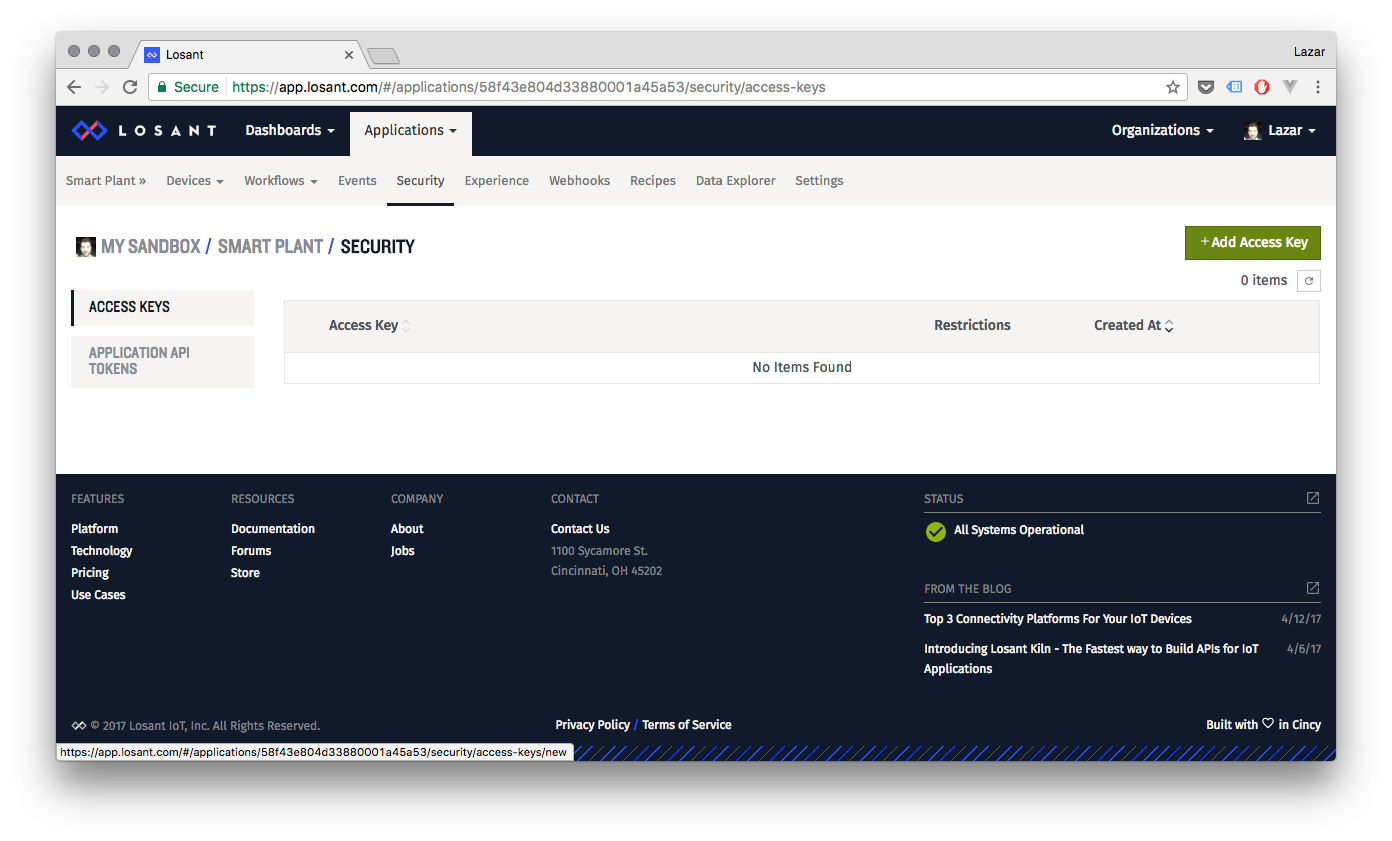 Losant
Lazar
Secure https://app.losant.com/#/applications/58f43e804d33880001a45a53/security/access-keys
LOSANT Dashboards Applications Organizations Lazar
Smart Plant » Devices Workflows Events Security Experience Webhooks Recipes Data Explorer Settings
MY SANDBOX / SMART PLANT / SECURITY
+ Add Access Key
0 items
ACCESS KEYS
APPLICATION API
TOKENS
Access Key Restrictions Created At
No Items Found
FEATURES
Platform
Technology
Pricing
Use Cases
RESOURCES
Documentation
Forums
Store
COMPANY
About
Jobs
CONTACT
Contact Us
1100 Sycamore St.
Cincinnati, OH 45202
STATUS
All Systems Operational
FROM THE BLOG
Top 3 Connectivity Platforms For Your IoT Devices 4/12/17
Introducing Losant Kiln - The Fastest way to Build APIs for IoT 4/6/17
Applications
© 2017 Losant IoT, Inc. All Rights Reserved.
Privacy Policy / Terms of Service
Built with ♡ in Cincy
https://app.losant.com/#/applications/58f43e804d33880001a45a53/security/access-keys/new